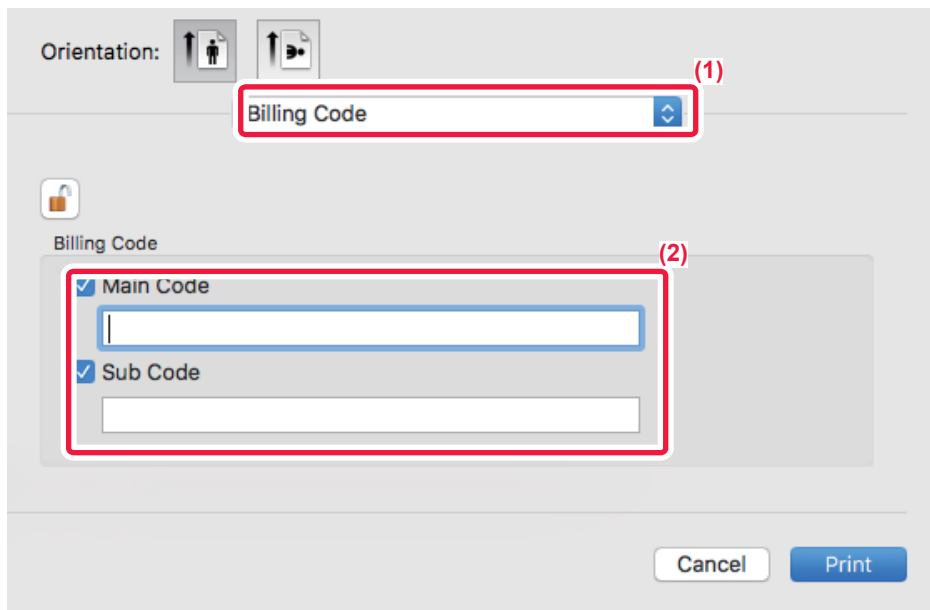 Orientation:
(1)
Billing Code
Billing Code
(2)
Main Code
Sub Code
Cancel
Print